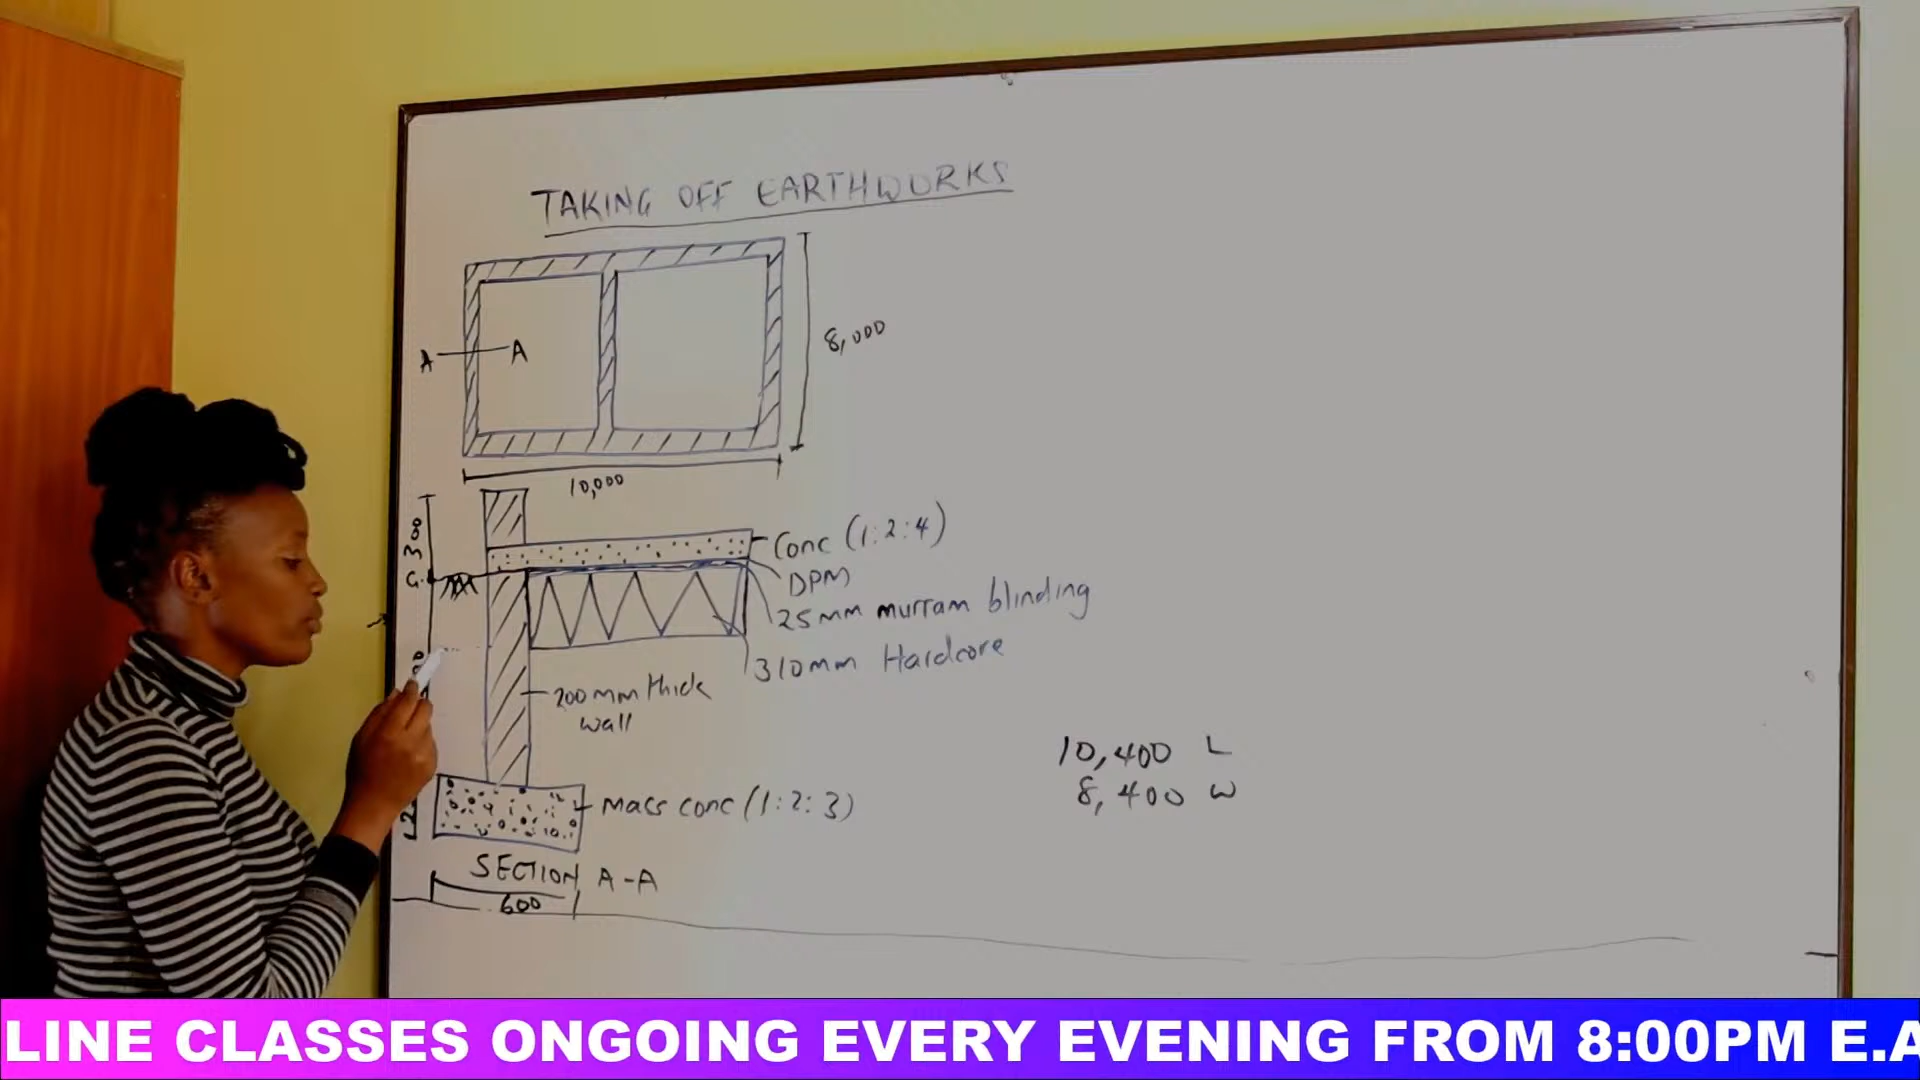 TAKING OFF EARTHWORKS
8,000
A
A
10,000
300
G.
Conc (1:2:4)
DPM
25mm murram blinding
310mm Hardcore
200mm thick
wall
mass conc (1:2:3)
SECTION A-A
600
10,400 L
8,400 W
LINE CLASSES ONGOING EVERY EVENING FROM 8:00PM E.A